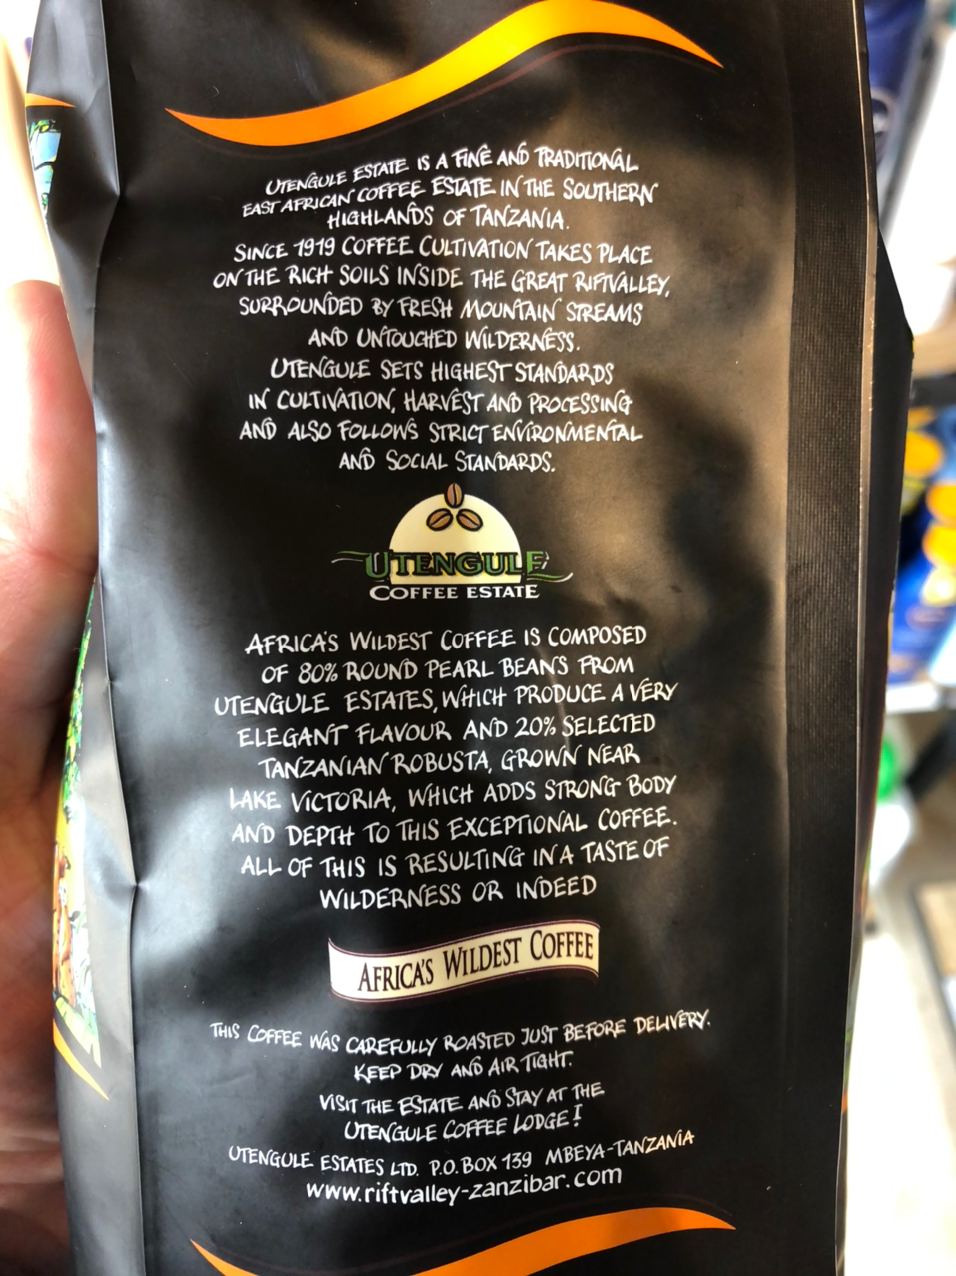 UTENGULE ESTATE IS A FINE AND TRADITIONAL
EAST AFRICAN COFFEE ESTATE IN THE SOUTHERN
HIGHLANDS OF TANZANIA.
SINCE 1919 COFFEE CULTIVATION TAKES PLACE
ON THE RICH SOILS INSIDE THE GREAT RIFTVALLEY,
SURROUNDED BY FRESH MOUNTAIN STREAMS
AND UNTOUCHED WILDERNESS.
UTENGULE SETS HIGHEST STANDARDS
IN CULTIVATION, HARVEST AND PROCESSING
AND ALSO FOLLOWS STRICT ENVIRONMENTAL
AND SOCIAL STANDARDS.
UTENGULE
COFFEE ESTATE
AFRICA'S WILDEST COFFEE IS COMPOSED
OF 80% ROUND PEARL BEANS FROM
UTENGULE ESTATES, WHICH PRODUCE A VERY
ELEGANT FLAVOUR AND 20% SELECTED
TANZANIAN ROBUSTA, GROWN NEAR
LAKE VICTORIA, WHICH ADDS STRONG BODY
AND DEPTH TO THIS EXCEPTIONAL COFFEE.
ALL OF THIS IS RESULTING IN A TASTE OF
WILDERNESS OR INDEED
AFRICA'S WILDEST COFFEE
THIS COFFEE WAS CAREFULLY ROASTED JUST BEFORE DELIVERY.
KEEP DRY AND AIR TIGHT.
VISIT THE ESTATE AND STAY AT THE
UTENGULE COFFEE LODGE!
UTENGULE ESTATES LTD. P.O. BOX 139 MBEYA-TANZANIA
www.riftvalley-zanzibar.com